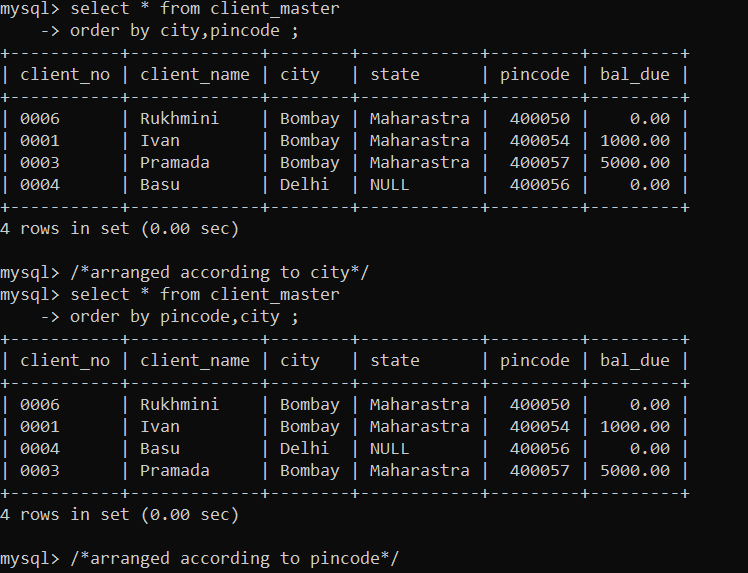 mysql> select * from client_master
    -> order by city,pincode ;
+-----------+-------------+--------+------------+---------+---------+
| client_no | client_name | city   | state      | pincode | bal_due |
+-----------+-------------+--------+------------+---------+---------+
| 0006      | Rukhmini    | Bombay | Maharastra |  400050 |    0.00 |
| 0001      | Ivan        | Bombay | Maharastra |  400054 | 1000.00 |
| 0003      | Pramada     | Bombay | Maharastra |  400057 | 5000.00 |
| 0004      | Basu        | Delhi  | NULL       |  400056 |    0.00 |
+-----------+-------------+--------+------------+---------+---------+
4 rows in set (0.00 sec)

mysql> /*arranged according to city*/
mysql> select * from client_master
    -> order by pincode,city ;
+-----------+-------------+--------+------------+---------+---------+
| client_no | client_name | city   | state      | pincode | bal_due |
+-----------+-------------+--------+------------+---------+---------+
| 0006      | Rukhmini    | Bombay | Maharastra |  400050 |    0.00 |
| 0001      | Ivan        | Bombay | Maharastra |  400054 | 1000.00 |
| 0004      | Basu        | Delhi  | NULL       |  400056 |    0.00 |
| 0003      | Pramada     | Bombay | Maharastra |  400057 | 5000.00 |
+-----------+-------------+--------+------------+---------+---------+
4 rows in set (0.00 sec)

mysql> /*arranged according to pincode*/